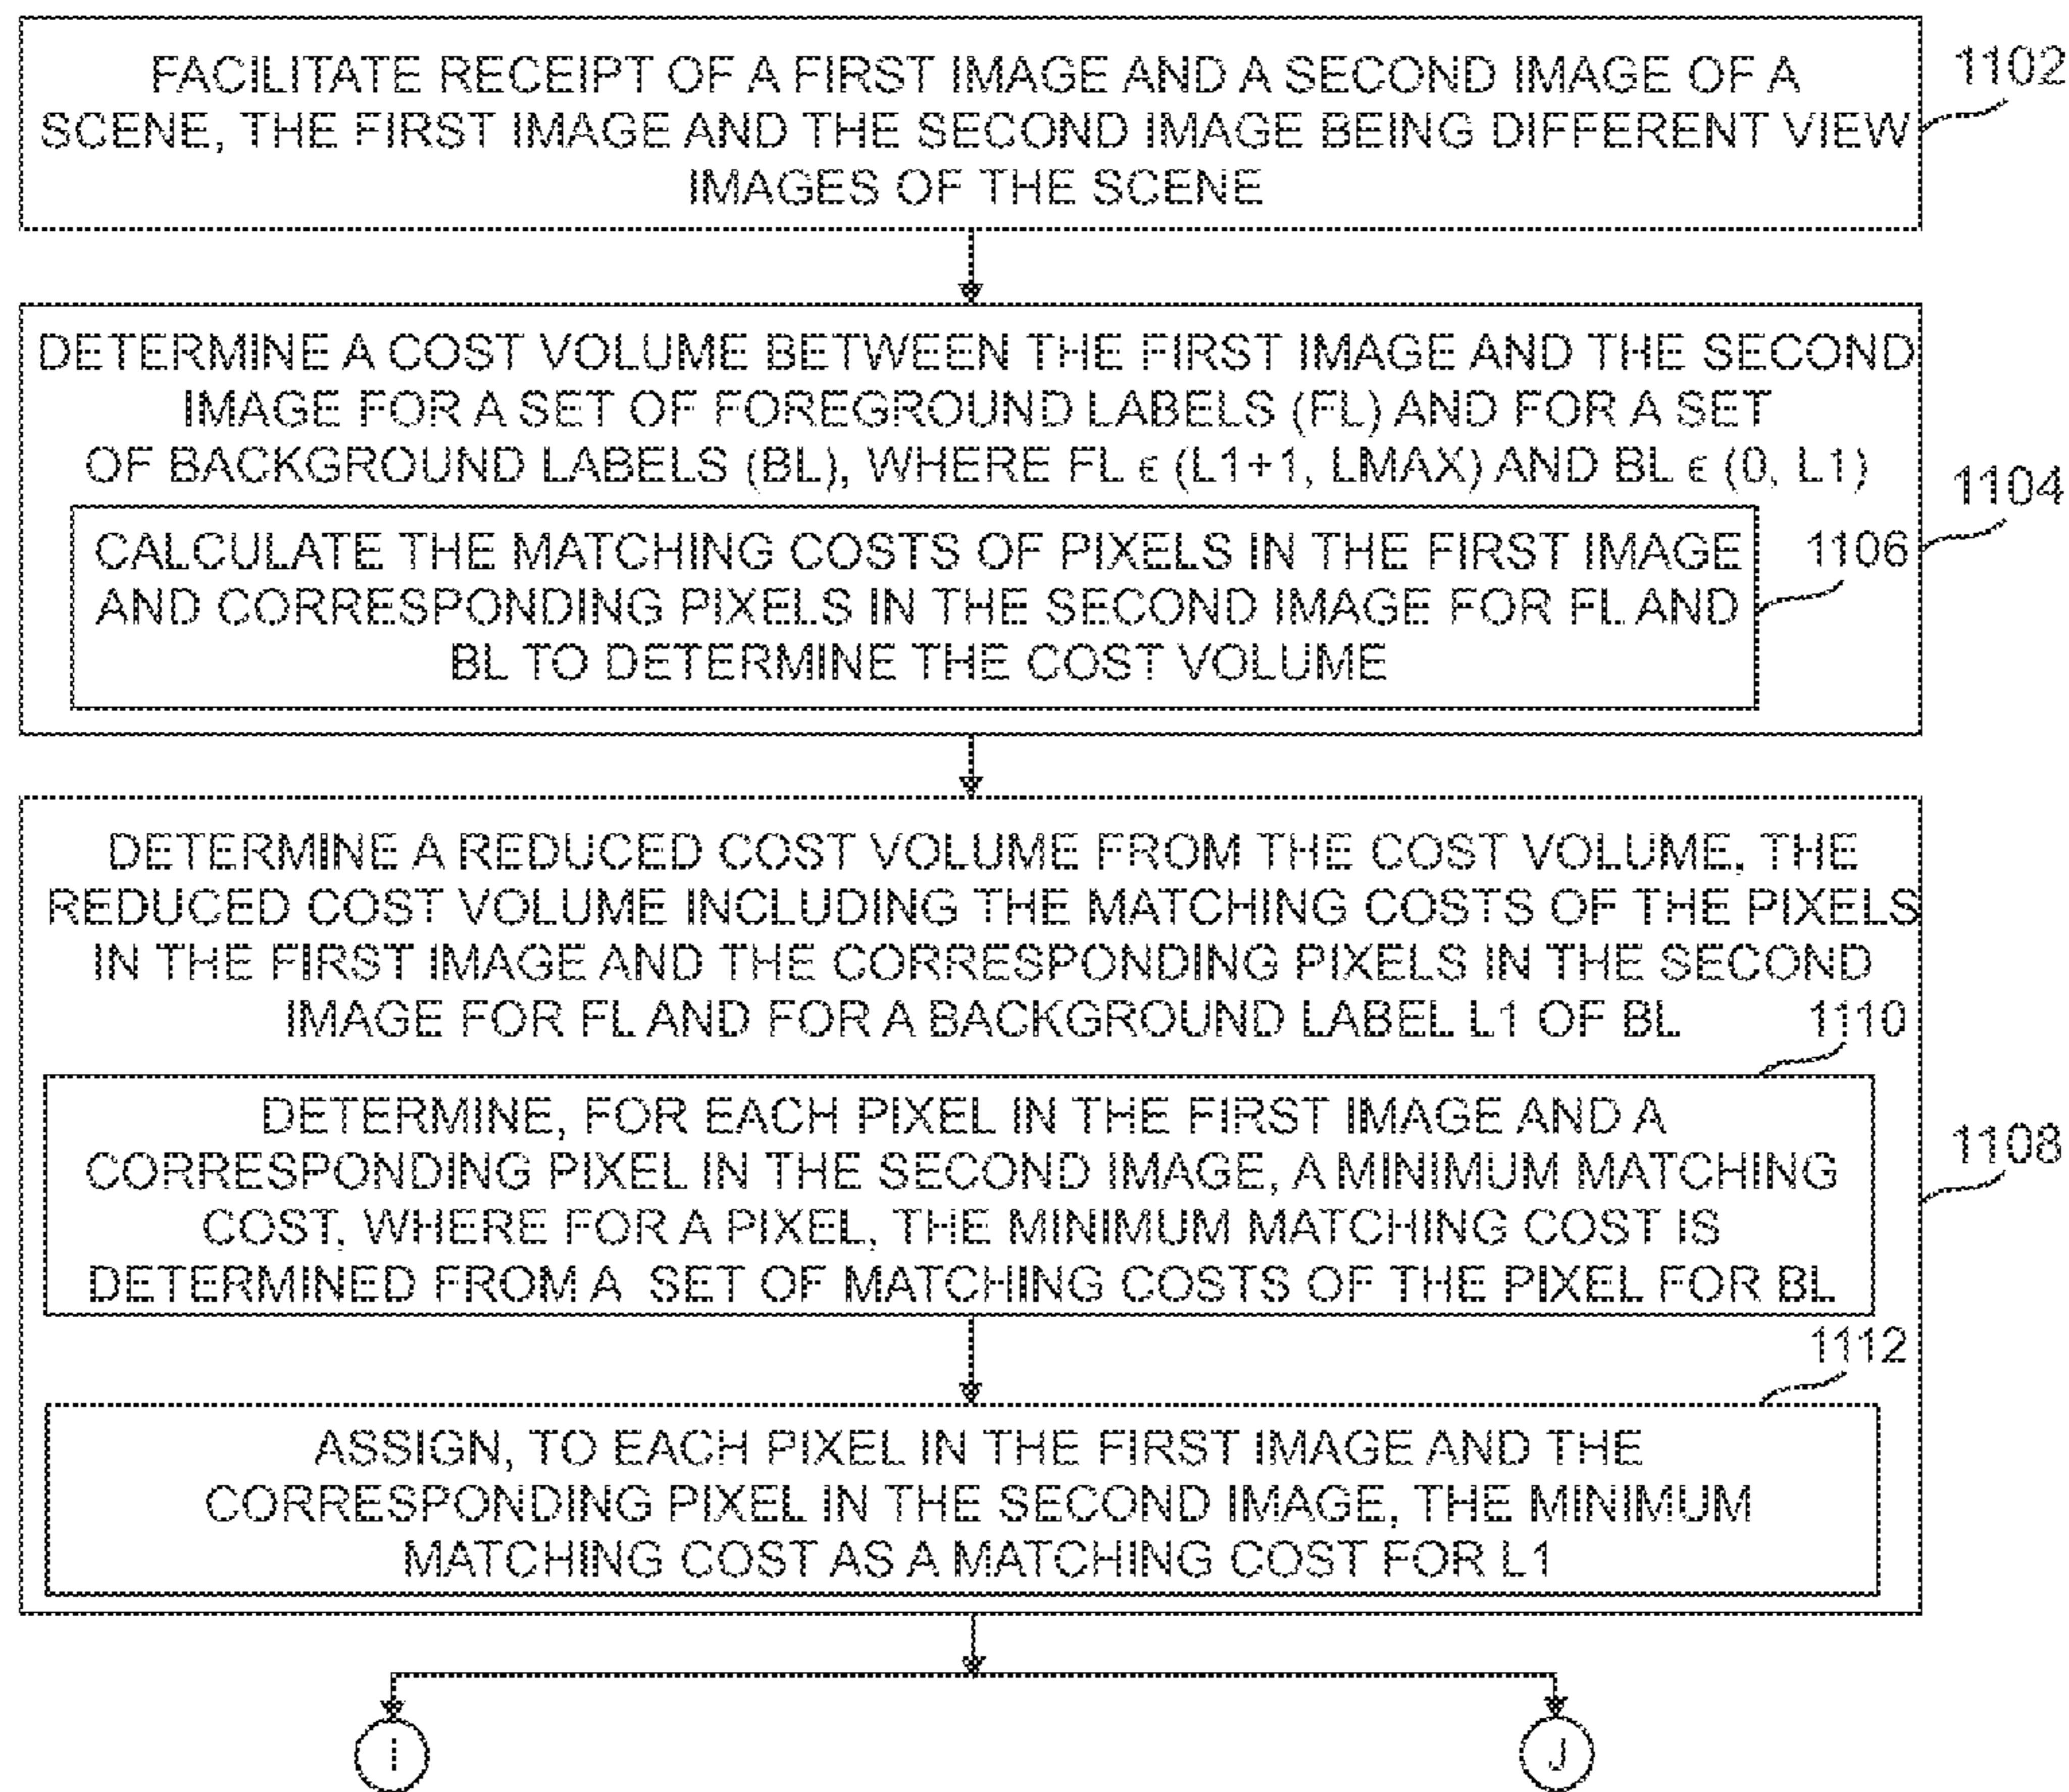 FACILITATE RECEIPT OF A FIRST IMAGE AND A SECOND IMAGE OF A
SCENE, THE FIRST IMAGE AND THE SECOND IMAGE BEING DIFFERENT VIEW
IMAGES OF THE SCENE
1102
DETERMINE A COST VOLUME BETWEEN THE FIRST IMAGE AND THE SECOND
IMAGE FOR A SET OF FOREGROUND LABELS (FL) AND FOR A SET
OF BACKGROUND LABELS (BL), WHERE FL ϵ (L1+1, LMAX) AND BL ϵ (0, L1)
1104
CALCULATE THE MATCHING COSTS OF PIXELS IN THE FIRST IMAGE
AND CORRESPONDING PIXELS IN THE SECOND IMAGE FOR FL AND
BL TO DETERMINE THE COST VOLUME
1106
DETERMINE A REDUCED COST VOLUME FROM THE COST VOLUME, THE
REDUCED COST VOLUME INCLUDING THE MATCHING COSTS OF THE PIXELS
IN THE FIRST IMAGE AND THE CORRESPONDING PIXELS IN THE SECOND
IMAGE FOR FL AND FOR A BACKGROUND LABEL L1 OF BL
1110
DETERMINE, FOR EACH PIXEL IN THE FIRST IMAGE AND A
CORRESPONDING PIXEL IN THE SECOND IMAGE, A MINIMUM MATCHING
COST, WHERE FOR A PIXEL, THE MINIMUM MATCHING COST IS
DETERMINED FROM A SET OF MATCHING COSTS OF THE PIXEL FOR BL
1108
1112
ASSIGN, TO EACH PIXEL IN THE FIRST IMAGE AND THE
CORRESPONDING PIXEL IN THE SECOND IMAGE, THE MINIMUM
MATCHING COST AS A MATCHING COST FOR L1
I
J